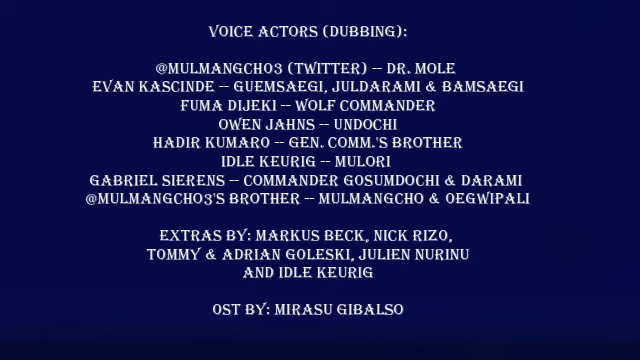 VOICE ACTORS (DUBBING):
@MULMANGCHO3 (TWITTER) -- DR. MOLE
EVAN KASCINDE -- GUEMSAEGI, JULDARAMI & BAMSAEGI
FUMA DIJEKI -- WOLF COMMANDER
OWEN JAHNS -- UNDOCHI
HADIR KUMARO -- GEN. COMM.'S BROTHER
IDLE KEURIG -- MULORI
GABRIEL SIERENS -- COMMANDER GOSUMDOCHI & DARAMI
@MULMANGCHO3'S BROTHER -- MULMANGCHO & OEGWIPALI
EXTRAS BY: MARKUS BECK, NICK RIZO,
TOMMY & ADRIAN GOLESKI, JULIEN NURINU
AND IDLE KEURIG
OST BY: MIRASU GIBALSO